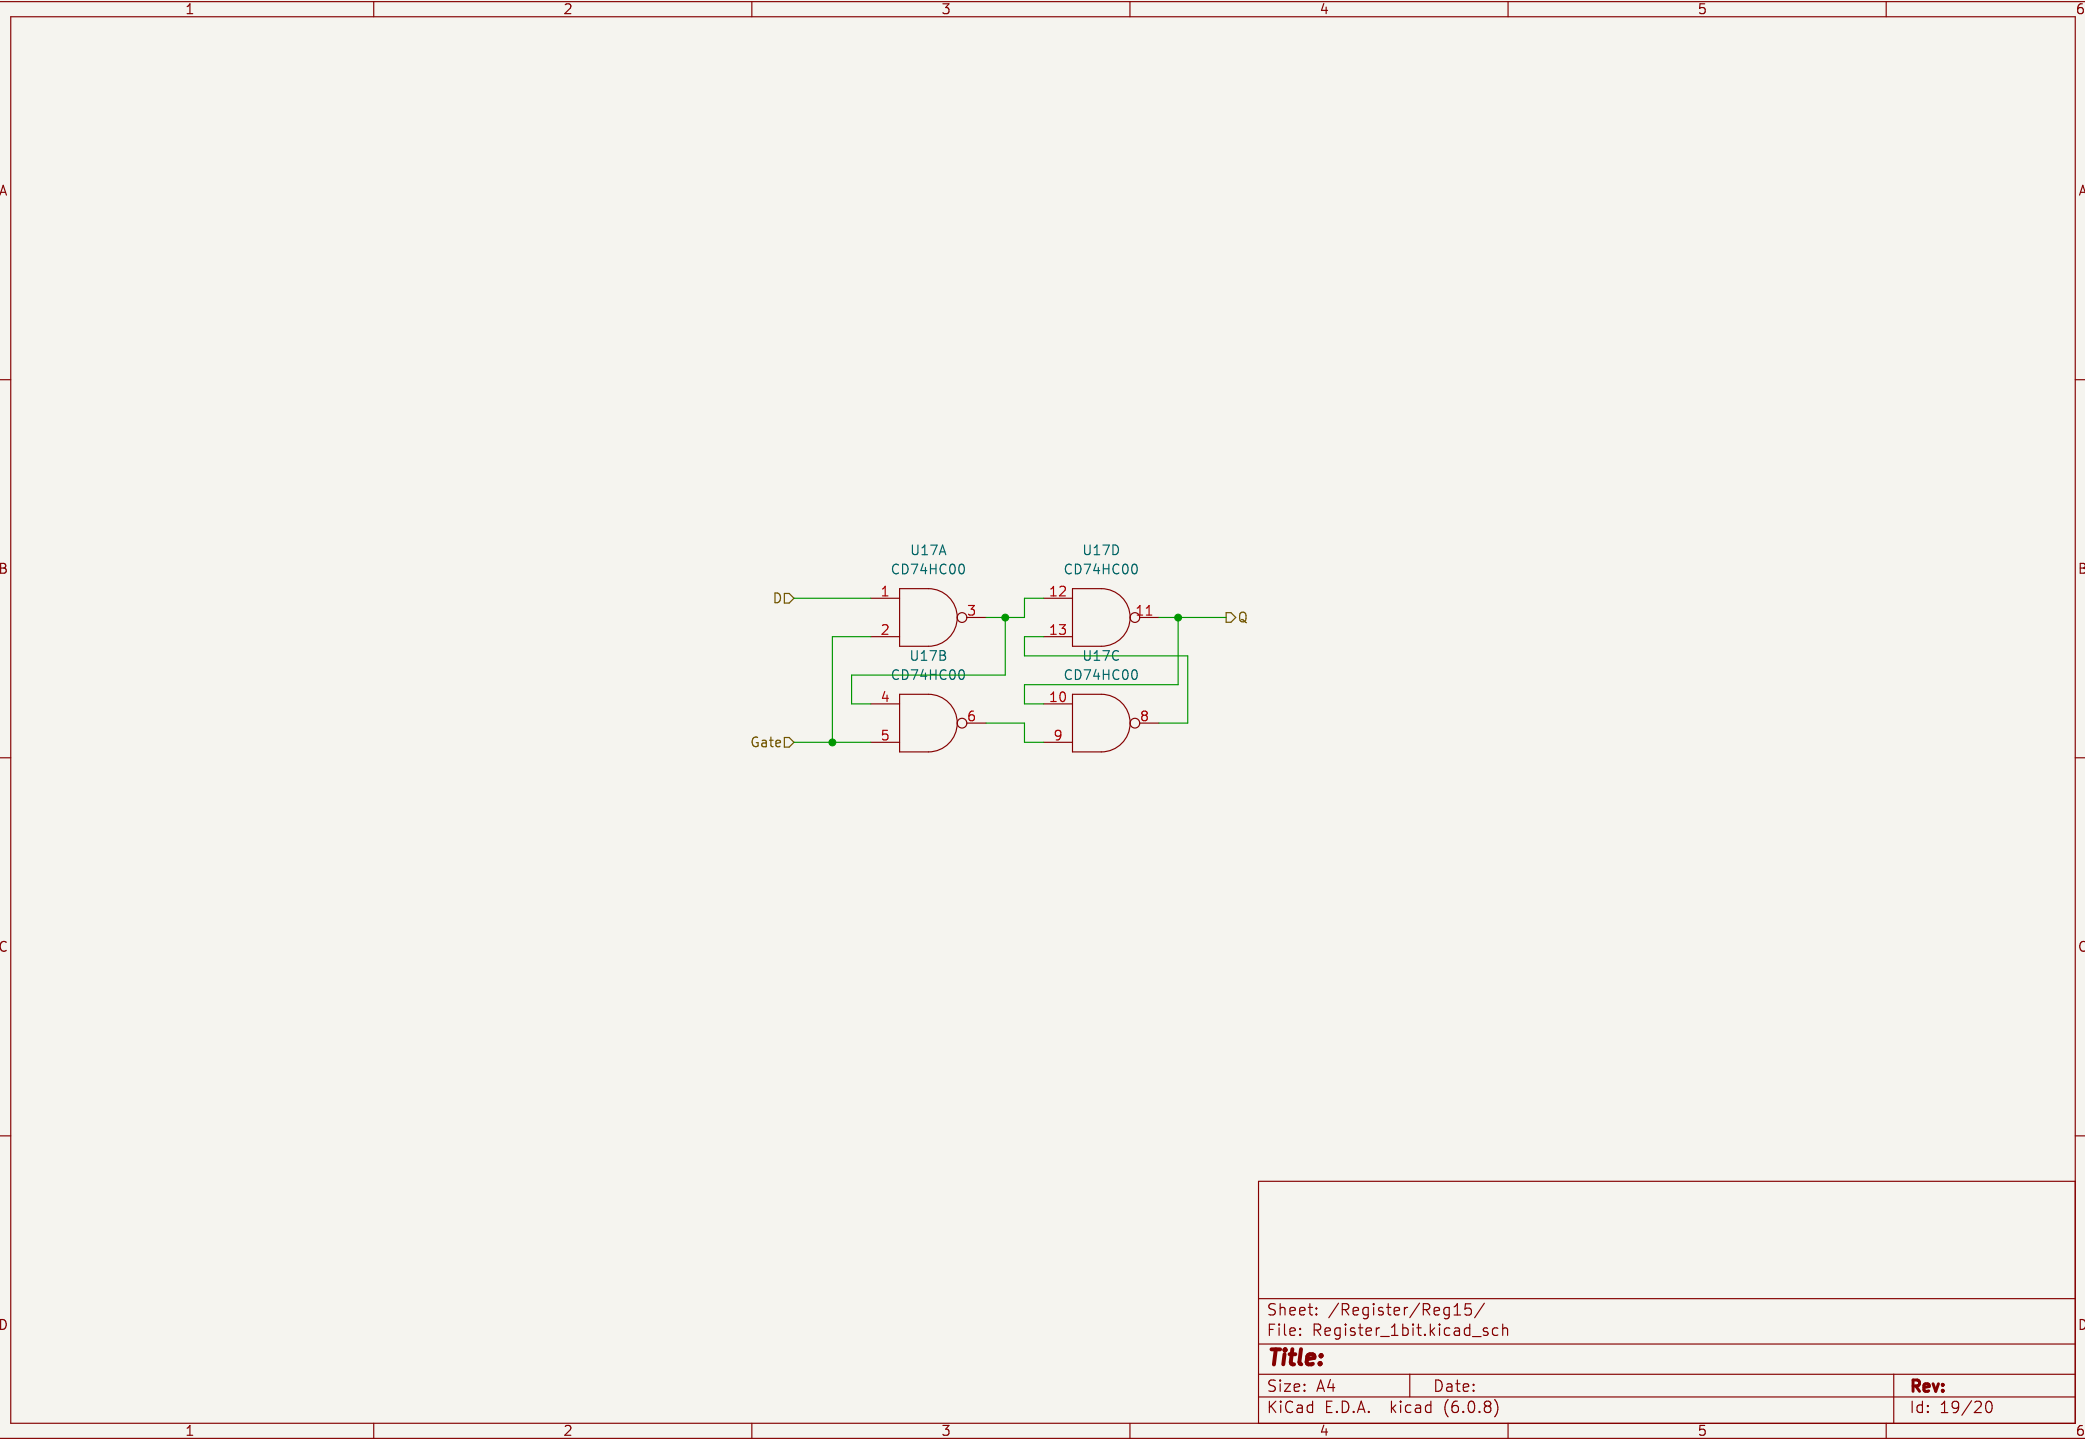 1 2 3 4 5 6
A A
U17A U17D
CD74HC00 CD74HC00
B B
D 1 3 12 11 Q
2 13
U17B U17C
CD74HC00 CD74HC00
4 6 10 8
Gate 5 9
C C
Sheet: /Register/Reg15/
File: Register_1bit.kicad_sch
D D
Title:
Size: A4 Date: Rev:
KiCad E.D.A. kicad (6.0.8) Id: 19/20
1 2 3 4 5 6